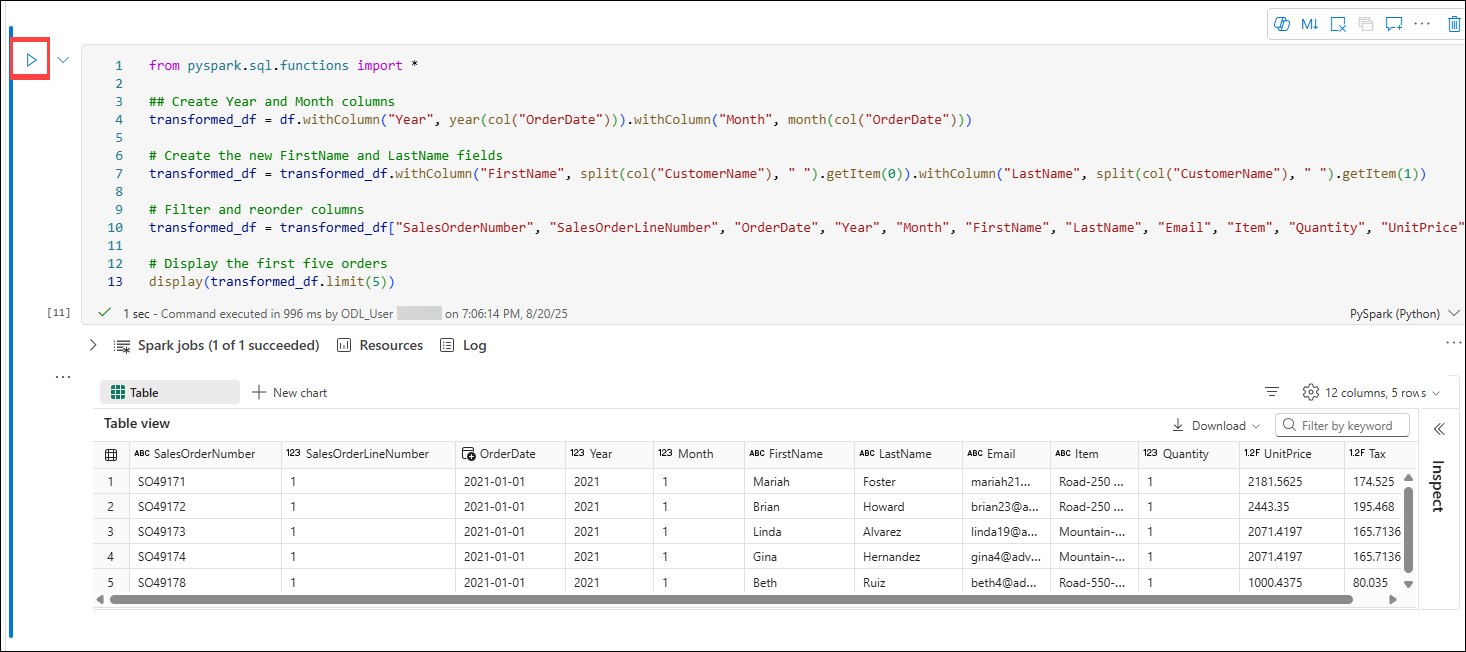 M↓
1 from pyspark.sql.functions import *
2
3 ## Create Year and Month columns
4 transformed_df = df.withColumn("Year", year(col("OrderDate"))).withColumn("Month", month(col("OrderDate")))
5
6 # Create the new FirstName and LastName fields
7 transformed_df = transformed_df.withColumn("FirstName", split(col("CustomerName"), " ").getItem(0)).withColumn("LastName", split(col("CustomerName"), " ").getItem(1))
8
9 # Filter and reorder columns
10 transformed_df = transformed_df["SalesOrderNumber", "SalesOrderLineNumber", "OrderDate", "Year", "Month", "FirstName", "LastName", "Email", "Item", "Quantity", "UnitPrice"
11
12 # Display the first five orders
13 display(transformed_df.limit(5))
[11] 1 sec - Command executed in 996 ms by ODL_User on 7:06:14 PM, 8/20/25 PySpark (Python)
Spark jobs (1 of 1 succeeded) Resources Log
Table New chart 12 columns, 5 rows
Table view Download Filter by keyword
ABC SalesOrderNumber 123 SalesOrderLineNumber OrderDate 123 Year 123 Month ABC FirstName ABC LastName ABC Email ABC Item 123 Quantity 1.2F UnitPrice 1.2F Tax
1 SO49171 1 2021-01-01 2021 1 Mariah Foster mariah21... Road-250 ... 1 2181.5625 174.525
2 SO49172 1 2021-01-01 2021 1 Brian Howard brian23@a... Road-250 ... 1 2443.35 195.468
3 SO49173 1 2021-01-01 2021 1 Linda Alvarez linda19@a... Mountain-... 1 2071.4197 165.7136
4 SO49174 1 2021-01-01 2021 1 Gina Hernandez gina4@adv... Mountain-... 1 2071.4197 165.7136
5 SO49178 1 2021-01-01 2021 1 Beth Ruiz beth4@ad... Road-550-... 1 1000.4375 80.035
Inspect